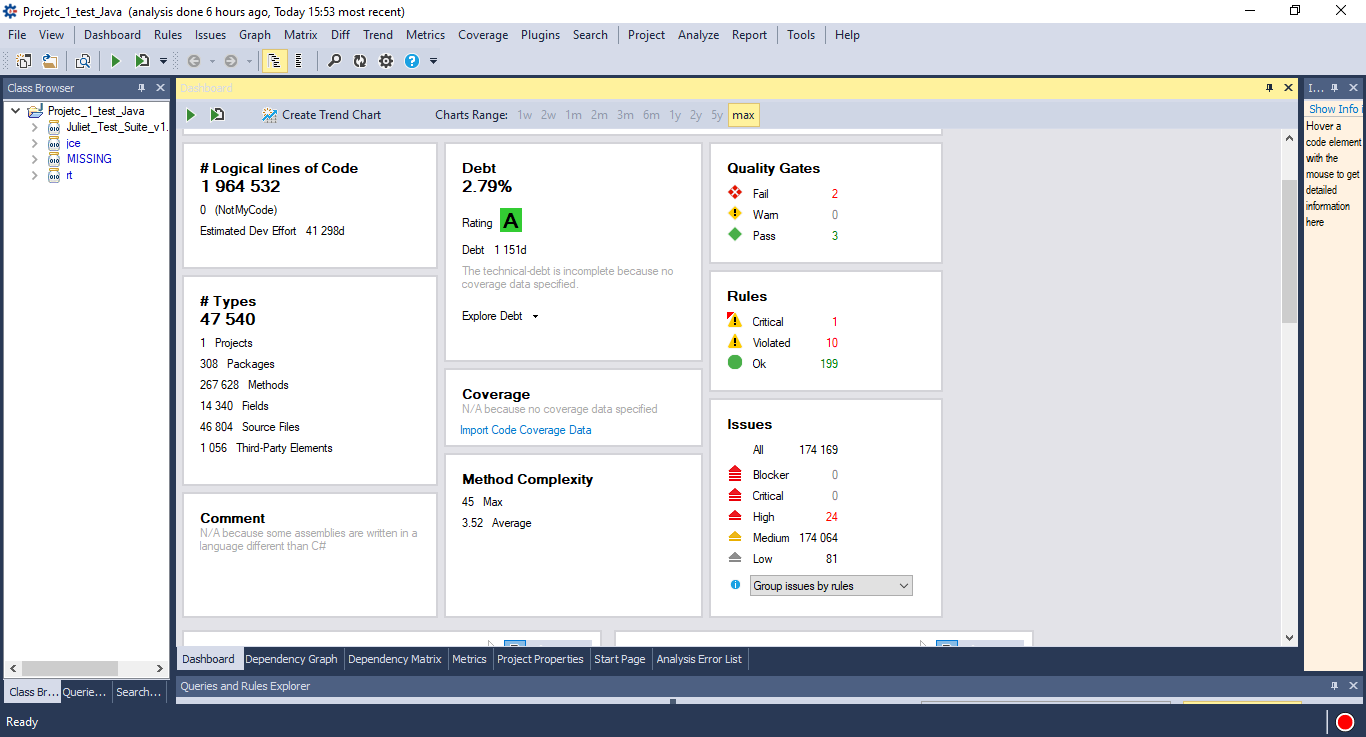 Projetc_1_test_Java (analysis done 6 hours ago, Today 15:53 most recent)
File View Dashboard Rules Issues Graph Matrix Diff Trend Metrics Coverage Plugins Search Project Analyze Report Tools Help
Class Browser
Projetc_1_test_Java
Juliet_Test_Suite_v1.
jce
MISSING
rt
Dashboard
Create Trend Chart Charts Range: 1w 2w 1m 2m 3m 6m 1y 2y 5y max
# Logical lines of Code
1 964 532
0 (NotMyCode)
Estimated Dev Effort 41 298d
# Types
47 540
1 Projects
308 Packages
267 628 Methods
14 340 Fields
46 804 Source Files
1 056 Third-Party Elements
Comment
N/A because some assemblies are written in a
language different than C#
Debt
2.79%
Rating A
Debt 1 151d
The technical-debt is incomplete because no
coverage data specified.
Explore Debt
Coverage
N/A because no coverage data specified
Import Code Coverage Data
Method Complexity
45 Max
3.52 Average
Quality Gates
Fail 2
Warn 0
Pass 3
Rules
Critical 1
Violated 10
Ok 199
Issues
All 174 169
Blocker 0
Critical 0
High 24
Medium 174 064
Low 81
Group issues by rules
I...
Show Info i
Hover a
code element
with the
mouse to get
detailed
information
here
Dashboard Dependency Graph Dependency Matrix Metrics Project Properties Start Page Analysis Error List
Class Br... Querie... Search...
Queries and Rules Explorer
Ready